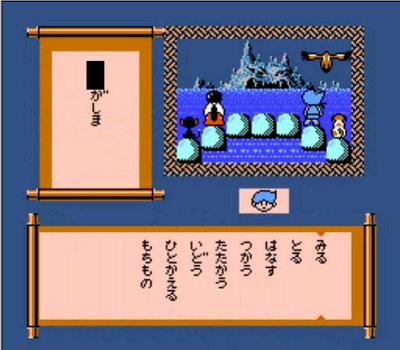 がしま
みる
とる
はなす
つかう
たたかう
いどう
ひとかえる
もちもの